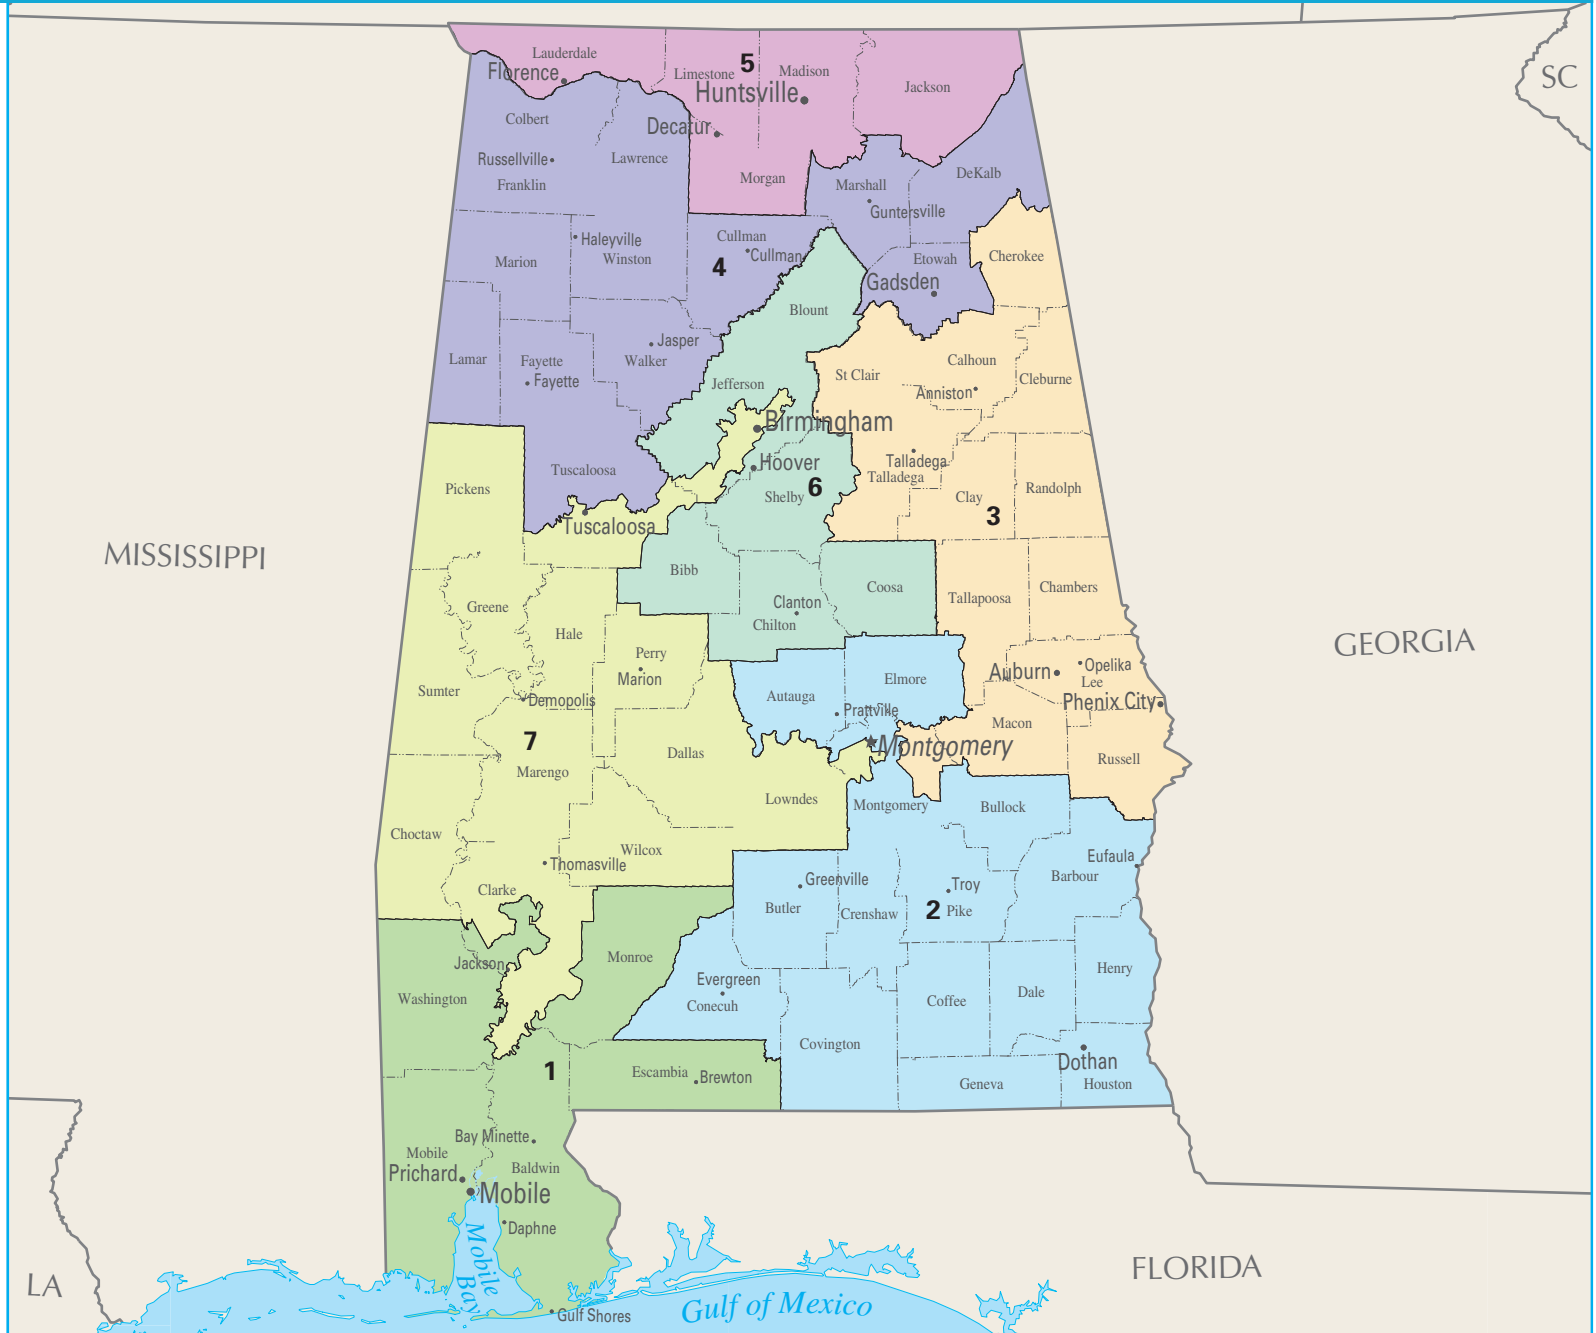 Lauderdale
Florence
5
Limestone
Madison
Huntsville
Jackson
SC
Colbert
Decatur
Russellville
Lawrence
Franklin
Morgan
Marshall
DeKalb
Guntersville
Haleyville
Winston
Marion
Cullman
Cullman
4
Etowah
Cherokee
Gadsden
Blount
Jasper
Walker
Lamar
Fayette
Fayette
St Clair
Calhoun
Cleburne
Jefferson
Anniston
Birmingham
Hoover
Talladega
Talladega
Tuscaloosa
Pickens
Shelby
6
Clay
Randolph
3
Tuscaloosa
MISSISSIPPI
Bibb
Coosa
Tallapoosa
Chambers
Greene
Clanton
Chilton
Hale
GEORGIA
Perry
Marion
Auburn
Opelika
Lee
Elmore
Sumter
Autauga
Demopolis
Prattville
Phenix City
7
Macon
Montgomery
Dallas
Russell
Marengo
Lowndes
Montgomery
Bullock
Choctaw
Wilcox
Thomasville
Eufaula
Barbour
Clarke
Greenville
Troy
Butler
Crenshaw
2
Pike
Jackson
Monroe
Henry
Washington
Evergreen
Conecuh
Coffee
Dale
Covington
1
Escambia
Brewton
Dothan
Geneva
Houston
Bay Minette
Mobile
Baldwin
Prichard
Mobile
Daphne
Mobile
Bay
FLORIDA
LA
Gulf of Mexico
Gulf Shores